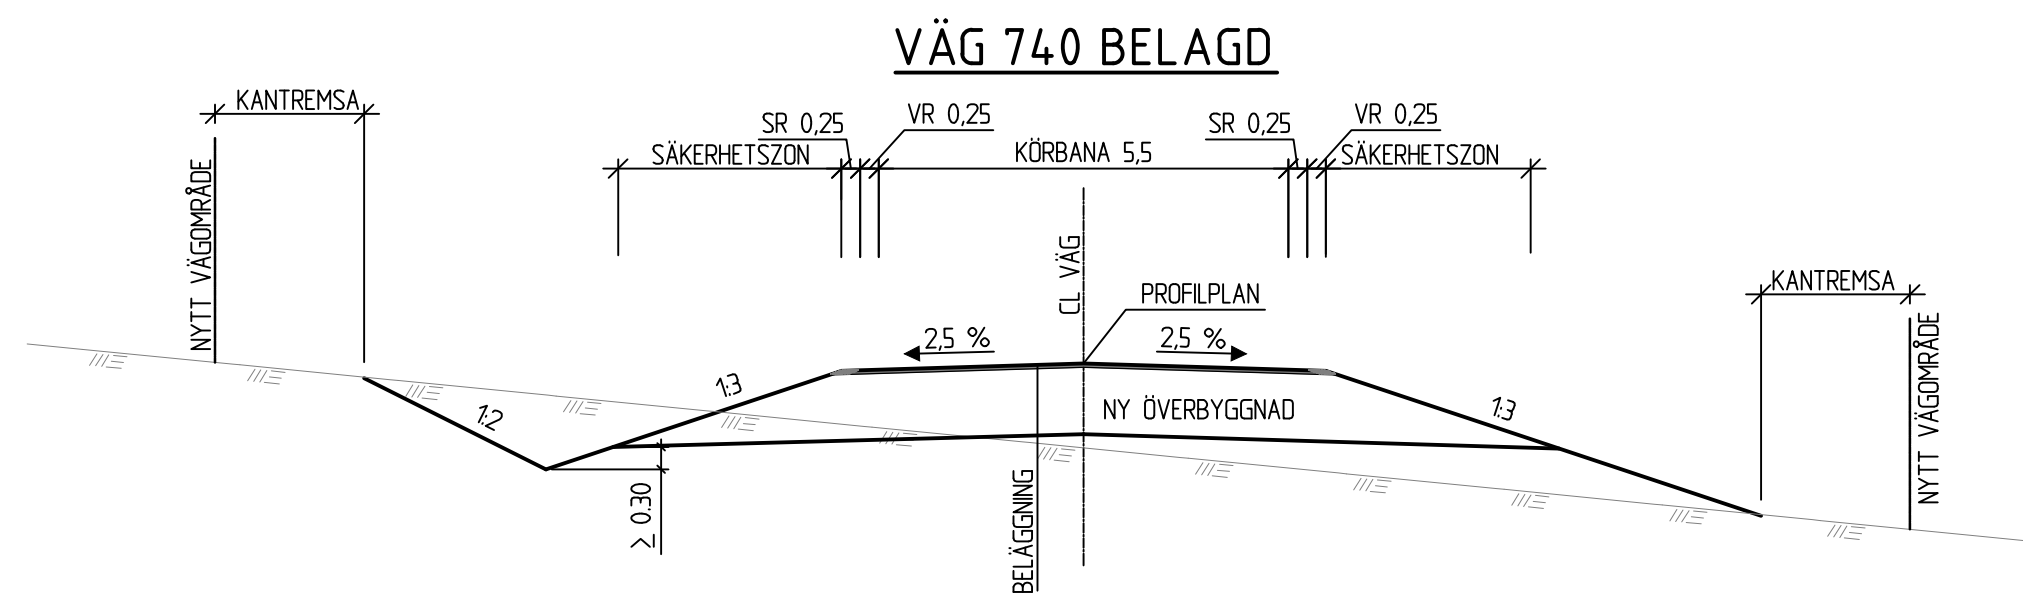 VÄG 740 BELAGD
KANTREMSA
SR 0,25
VR 0,25
SR 0,25
VR 0,25
SÄKERHETSZON
KÖRBANA 5,5
SÄKERHETSZON
NYTT VÄGOMRÅDE
CL VÄG
PROFILPLAN
KANTREMSA
2,5 %
2,5 %
NYTT VÄGOMRÅDE
1:3
1:2
NY ÖVERBYGGNAD
1:3
≥ 0.30
BELÄGGNING